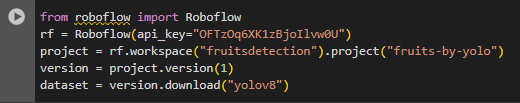 from roboflow import Roboflow
rf = Roboflow(api_key="OFTzOq6XK1zBjoIlvw0U")
project = rf.workspace("fruitsdetection").project("fruits-by-yolo")
version = project.version(1)
dataset = version.download("yolov8")